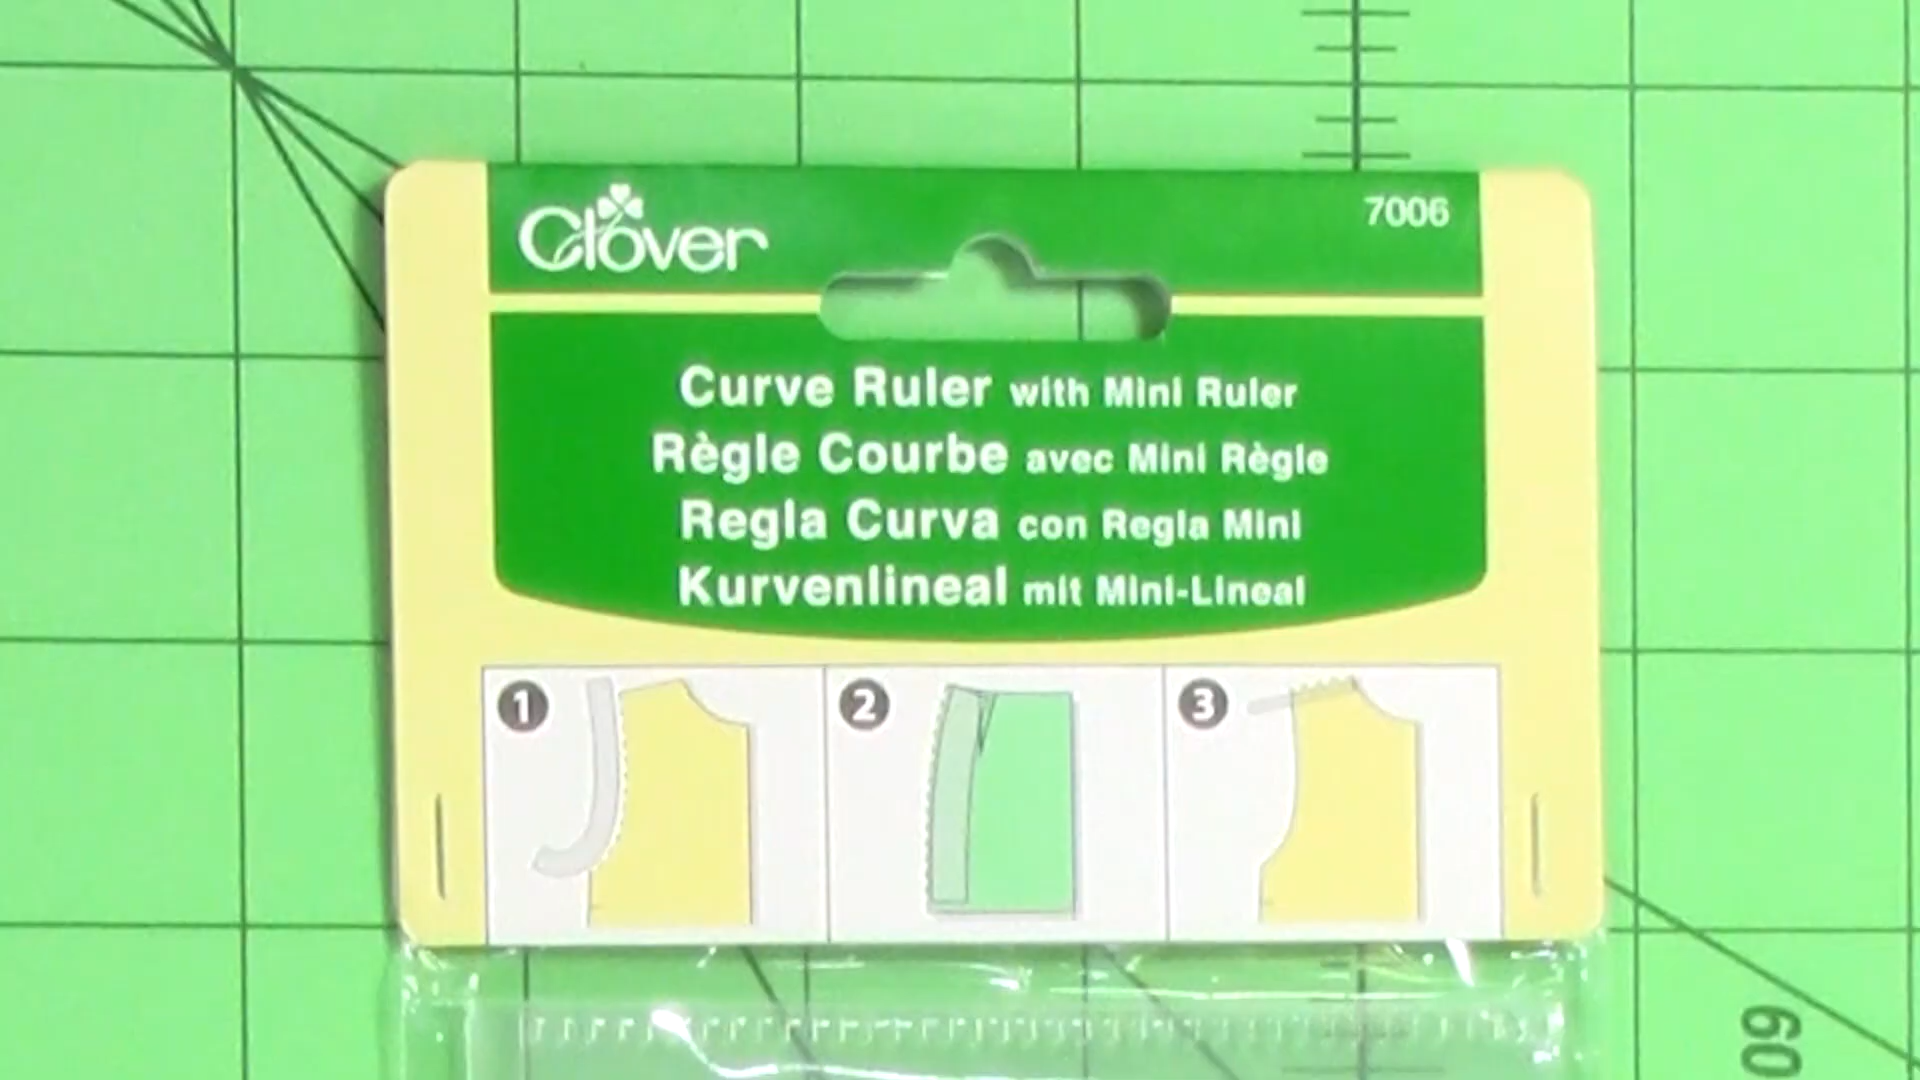 Clover
7006
Curve Ruler with Mini Ruler
Règle Courbe avec Mini Règle
Regla Curva con Regla Mini
Kurvenlineal mit Mini-Lineal
1 2 3
60